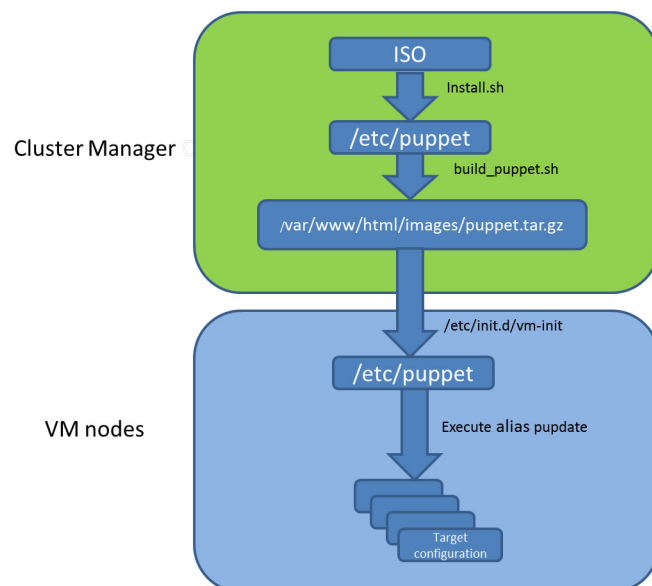 ISO
Install.sh
/etc/puppet
Cluster Manager
build_puppet.sh
/var/www/html/images/puppet.tar.gz
/etc/init.d/vm-init
/etc/puppet
VM nodes
Execute alias pupdate
Target
configuration